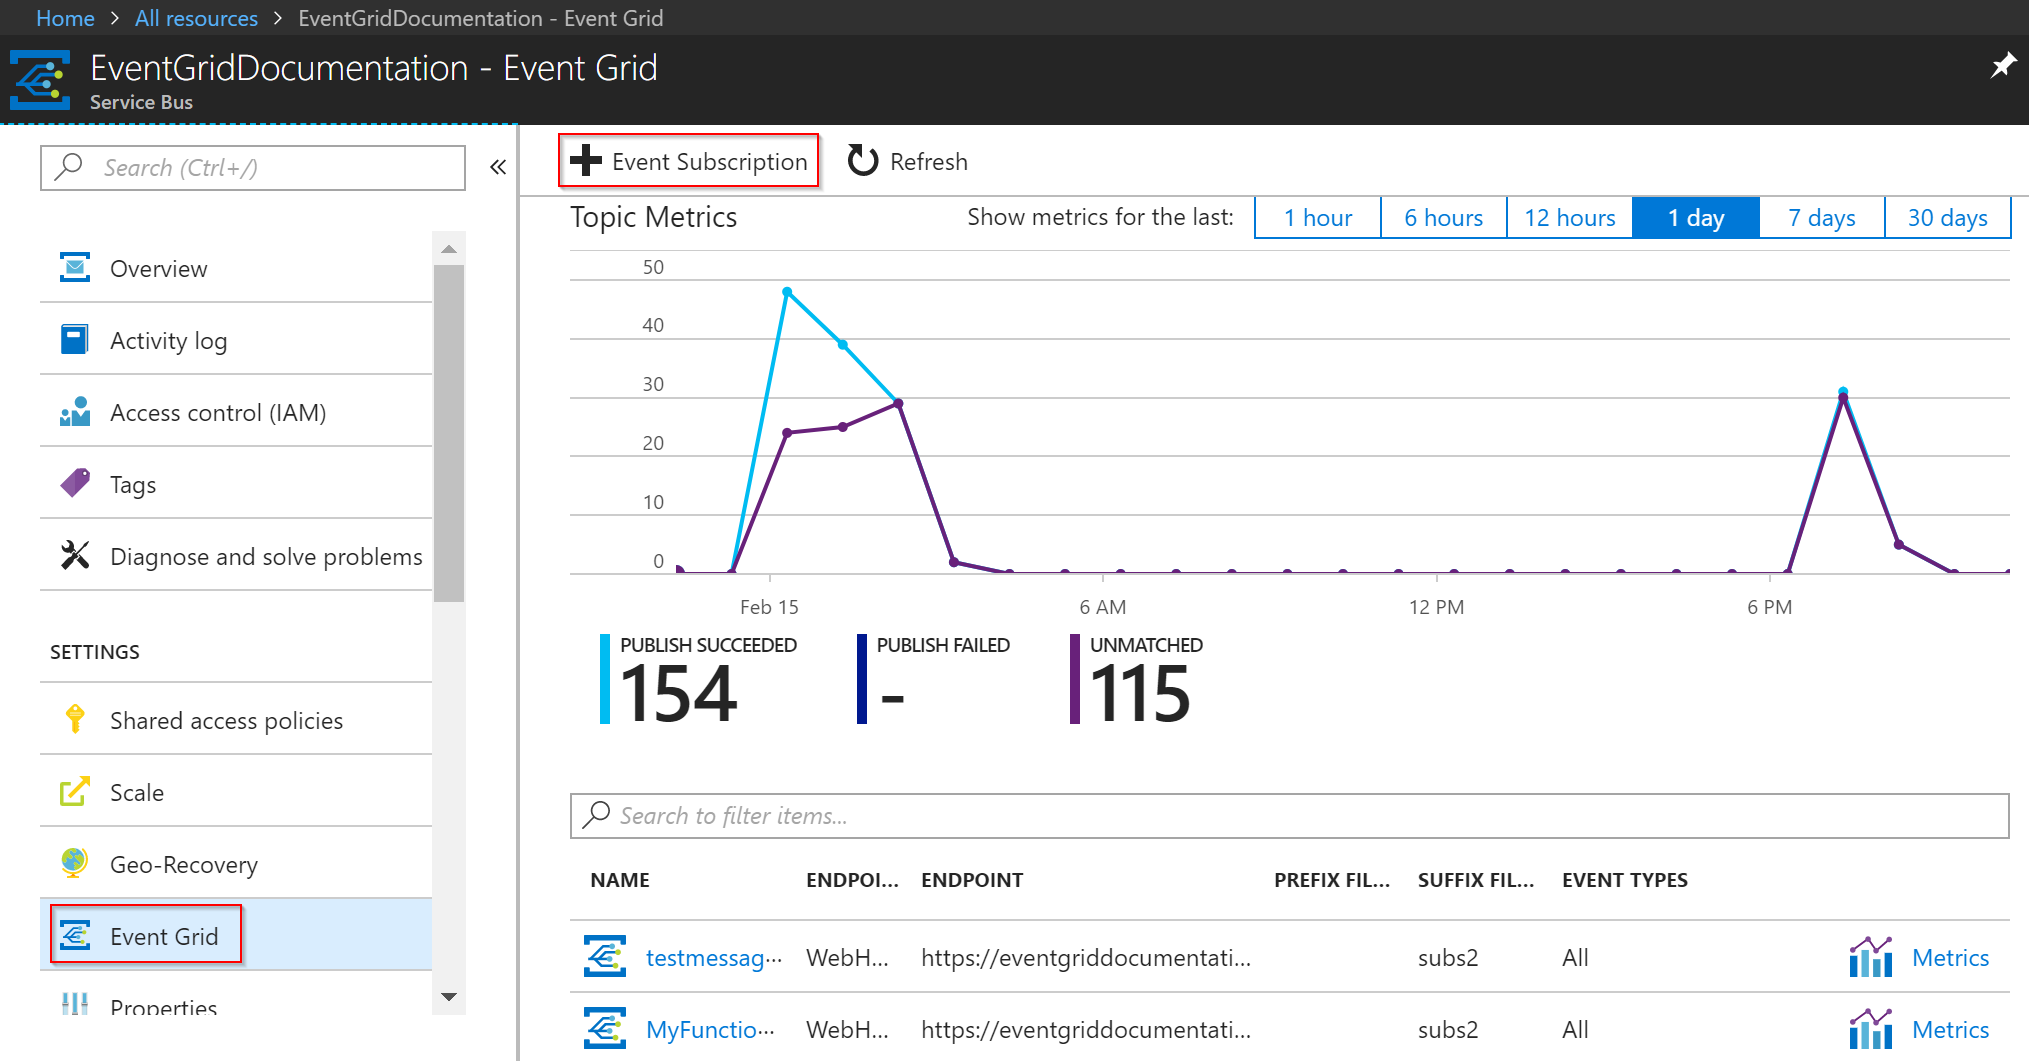 Home > All resources > EventGridDocumentation - Event Grid
EventGridDocumentation - Event Grid
Service Bus
Search (Ctrl+/)
«
Overview
Activity log
Access control (IAM)
Tags
Diagnose and solve problems
SETTINGS
Shared access policies
Scale
Geo-Recovery
Event Grid
Properties
Event Subscription
Refresh
Topic Metrics
Show metrics for the last:
1 hour
6 hours
12 hours
1 day
7 days
30 days
50
40
30
20
10
0
Feb 15
6 AM
12 PM
6 PM
PUBLISH SUCCEEDED
154
PUBLISH FAILED
-
UNMATCHED
115
Search to filter items...
NAME ENDPOI... ENDPOINT PREFIX FIL... SUFFIX FIL... EVENT TYPES
testmessag... WebH... https://eventgriddocumentati... subs2 All Metrics
MyFunctio... WebH... https://eventgriddocumentati... subs2 All Metrics